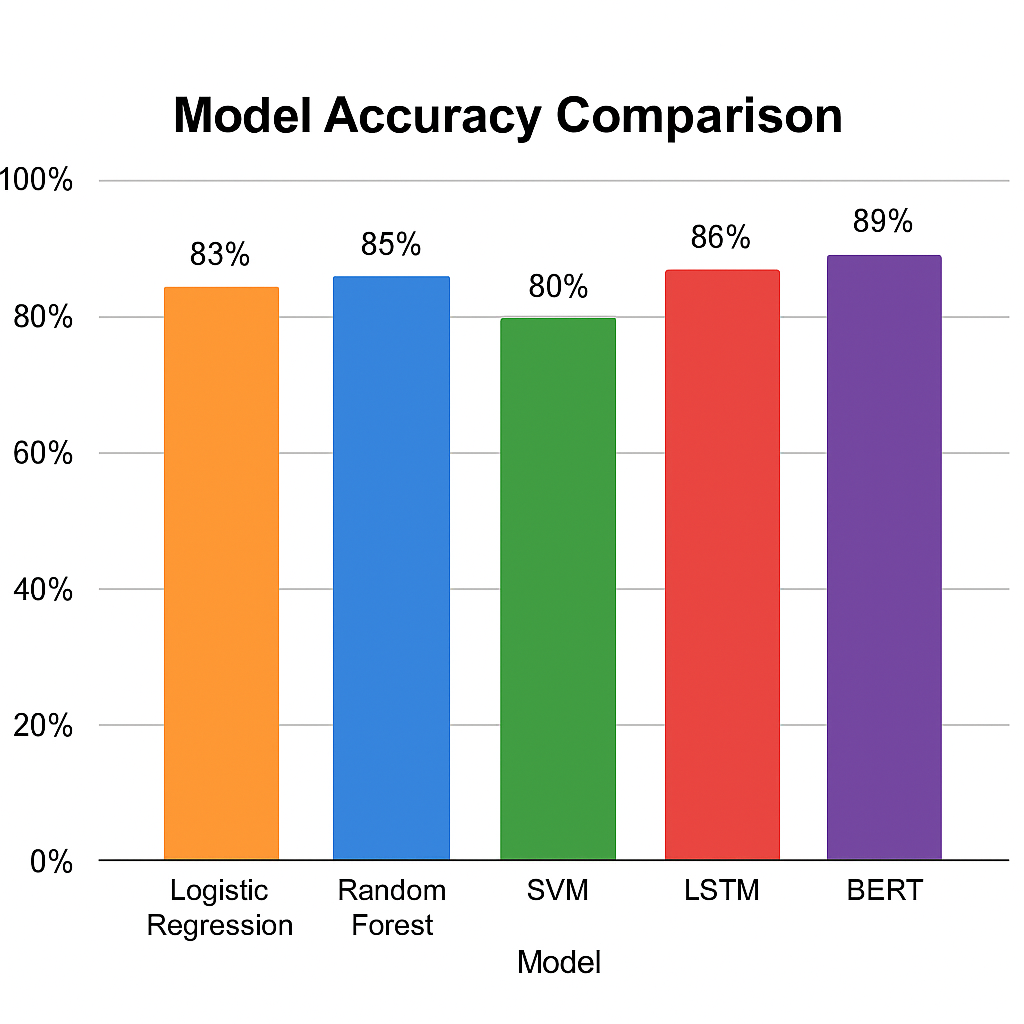 Model Accuracy Comparison
100%
80%
60%
40%
20%
0%
83%
85%
80%
86%
89%
Logistic
Regression
Random
Forest
SVM
LSTM
BERT
Model